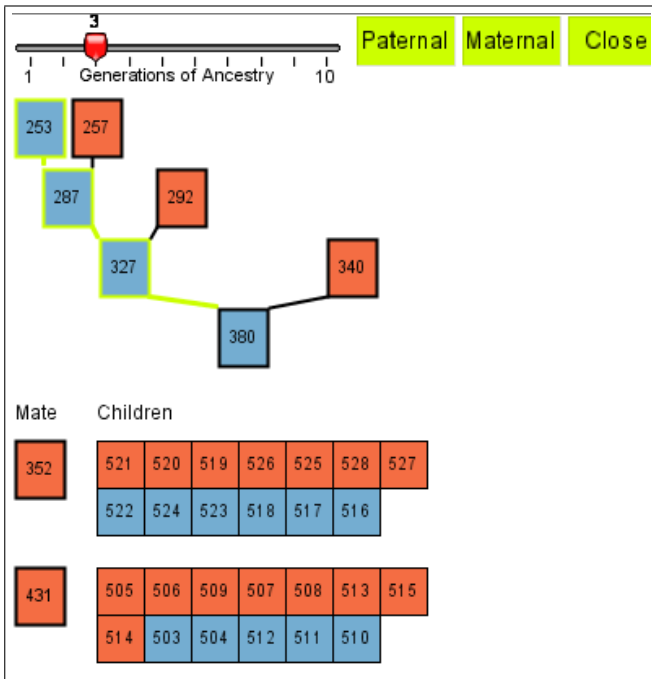 3
Paternal Maternal Close
1 Generations of Ancestry 10
253 257
287 292
327 340
380
Mate Children
352 521 520 519 526 525 528 527
522 524 523 518 517 516
431 505 506 509 507 508 513 515
514 503 504 512 511 510